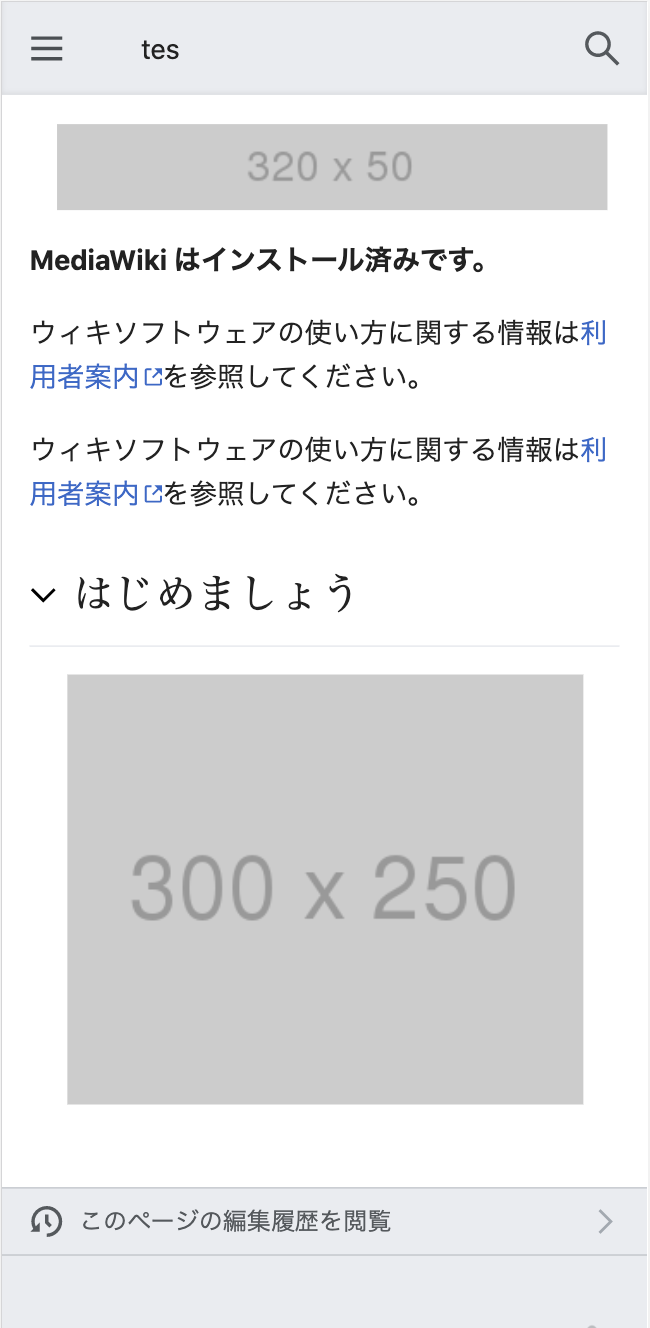 tes
320 x 50
MediaWiki はインストール済みです。
ウィキソフトウェアの使い方に関する情報は利
用者案内を参照してください。
ウィキソフトウェアの使い方に関する情報は利
用者案内を参照してください。
はじめましょう
300 x 250
このページの編集履歴を閲覧